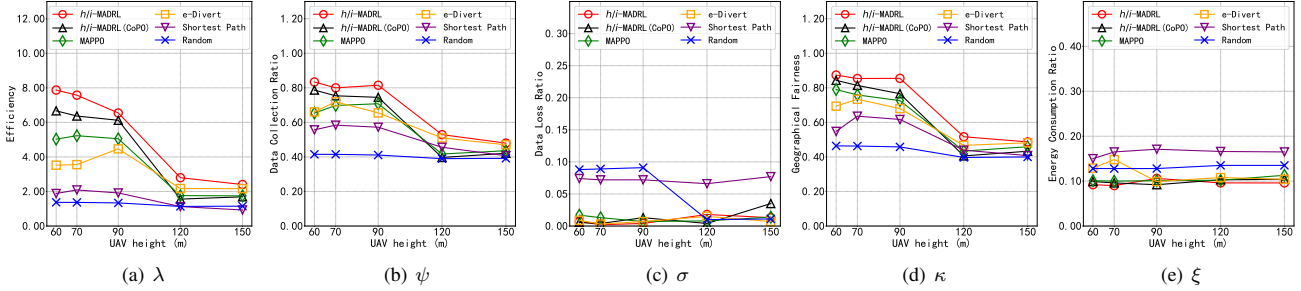 12.00
10.00
8.00
6.00
4.00
2.00
0.00
Efficiency
h/i-MADRL
h/i-MADRL(CoPO)
MAPPO
e-Divert
Shortest Path
Random
60 70 90 120 150
UAV height (m)
(a) λ
1.20
1.00
0.80
0.60
0.40
0.20
0.00
Data Collection Ratio
h/i-MADRL
h/i-MADRL(CoPO)
MAPPO
e-Divert
Shortest Path
Random
60 70 90 120 150
UAV height (m)
(b) ψ
0.35
0.30
0.25
0.20
0.15
0.10
0.05
0.00
Data Loss Ratio
h/i-MADRL
h/i-MADRL(CoPO)
MAPPO
e-Divert
Shortest Path
Random
60 70 90 120 150
UAV height (m)
(c) σ
1.20
1.00
0.80
0.60
0.40
0.20
0.00
Geographical Fairness
h/i-MADRL
h/i-MADRL(CoPO)
MAPPO
e-Divert
Shortest Path
Random
60 70 90 120 150
UAV height (m)
(d) κ
0.40
0.30
0.20
0.10
0.00
Energy Consumption Ratio
h/i-MADRL
h/i-MADRL(CoPO)
MAPPO
e-Divert
Shortest Path
Random
60 70 90 120 150
UAV height (m)
(e) ξ